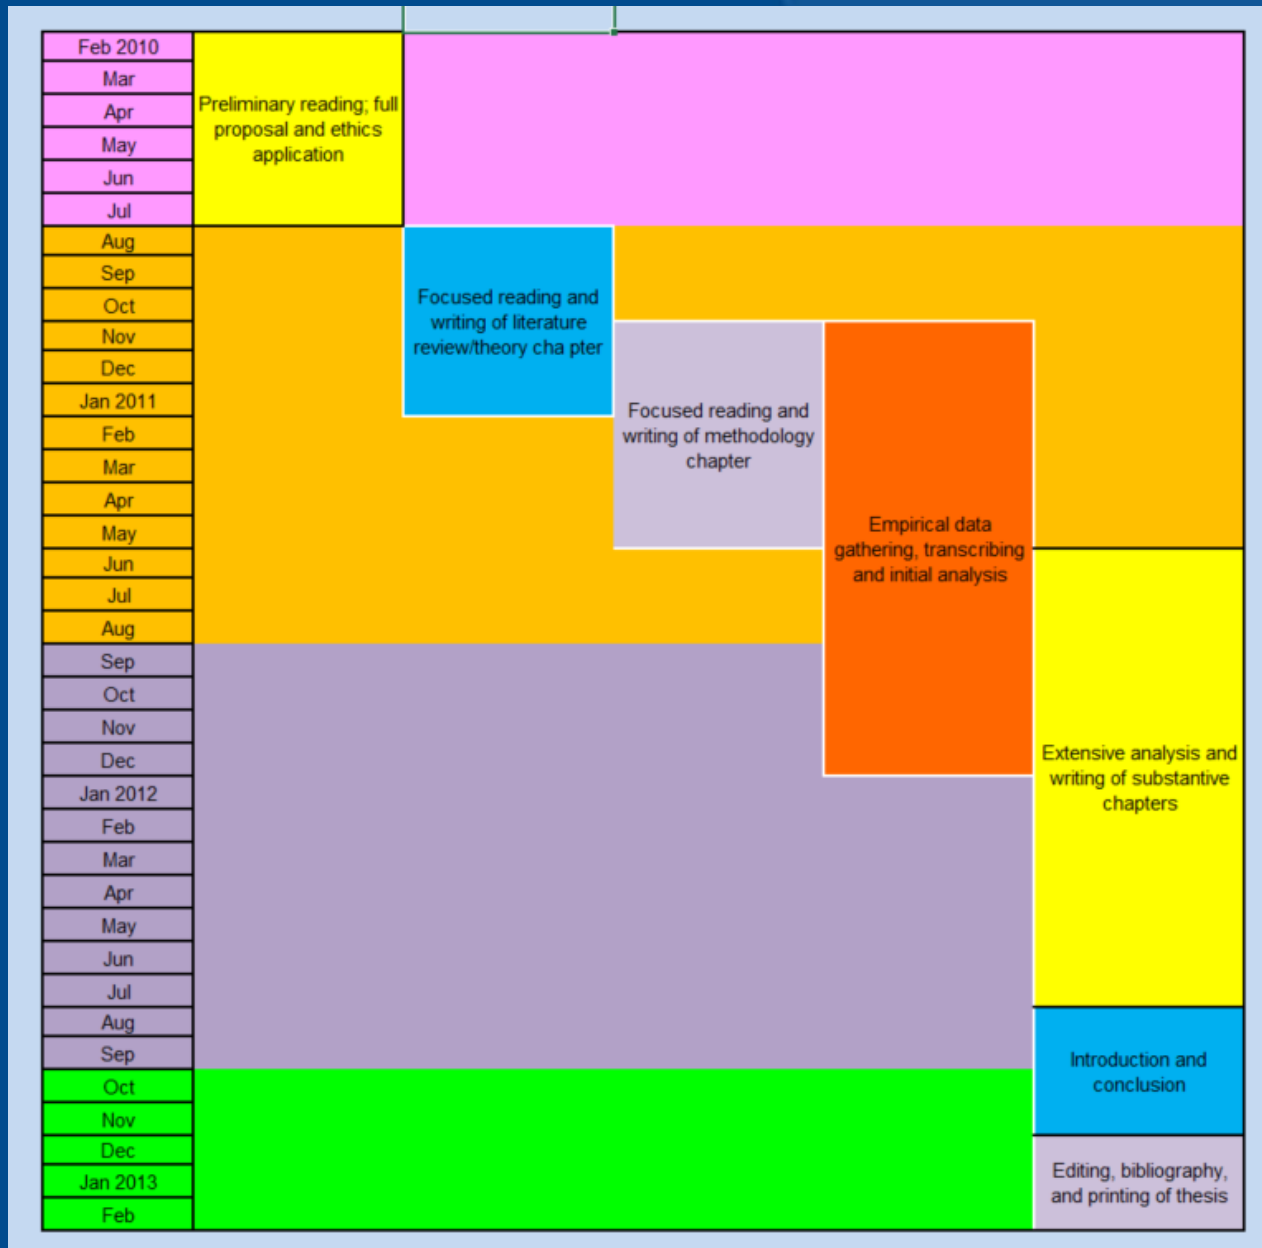 Feb 2010
Mar
Apr
May
Jun
Jul
Preliminary reading; full
proposal and ethics
application
Aug
Sep
Oct
Nov
Dec
Jan 2011
Feb
Mar
Apr
May
Jun
Jul
Aug
Focused reading and
writing of literature
review/theory cha pter
Focused reading and
writing of methodology
chapter
Empirical data
gathering, transcribing
and initial analysis
Sep
Oct
Nov
Dec
Jan 2012
Feb
Mar
Apr
May
Jun
Jul
Aug
Sep
Extensive analysis and
writing of substantive
chapters
Oct
Nov
Dec
Jan 2013
Feb
Introduction and
conclusion
Editing, bibliography,
and printing of thesis